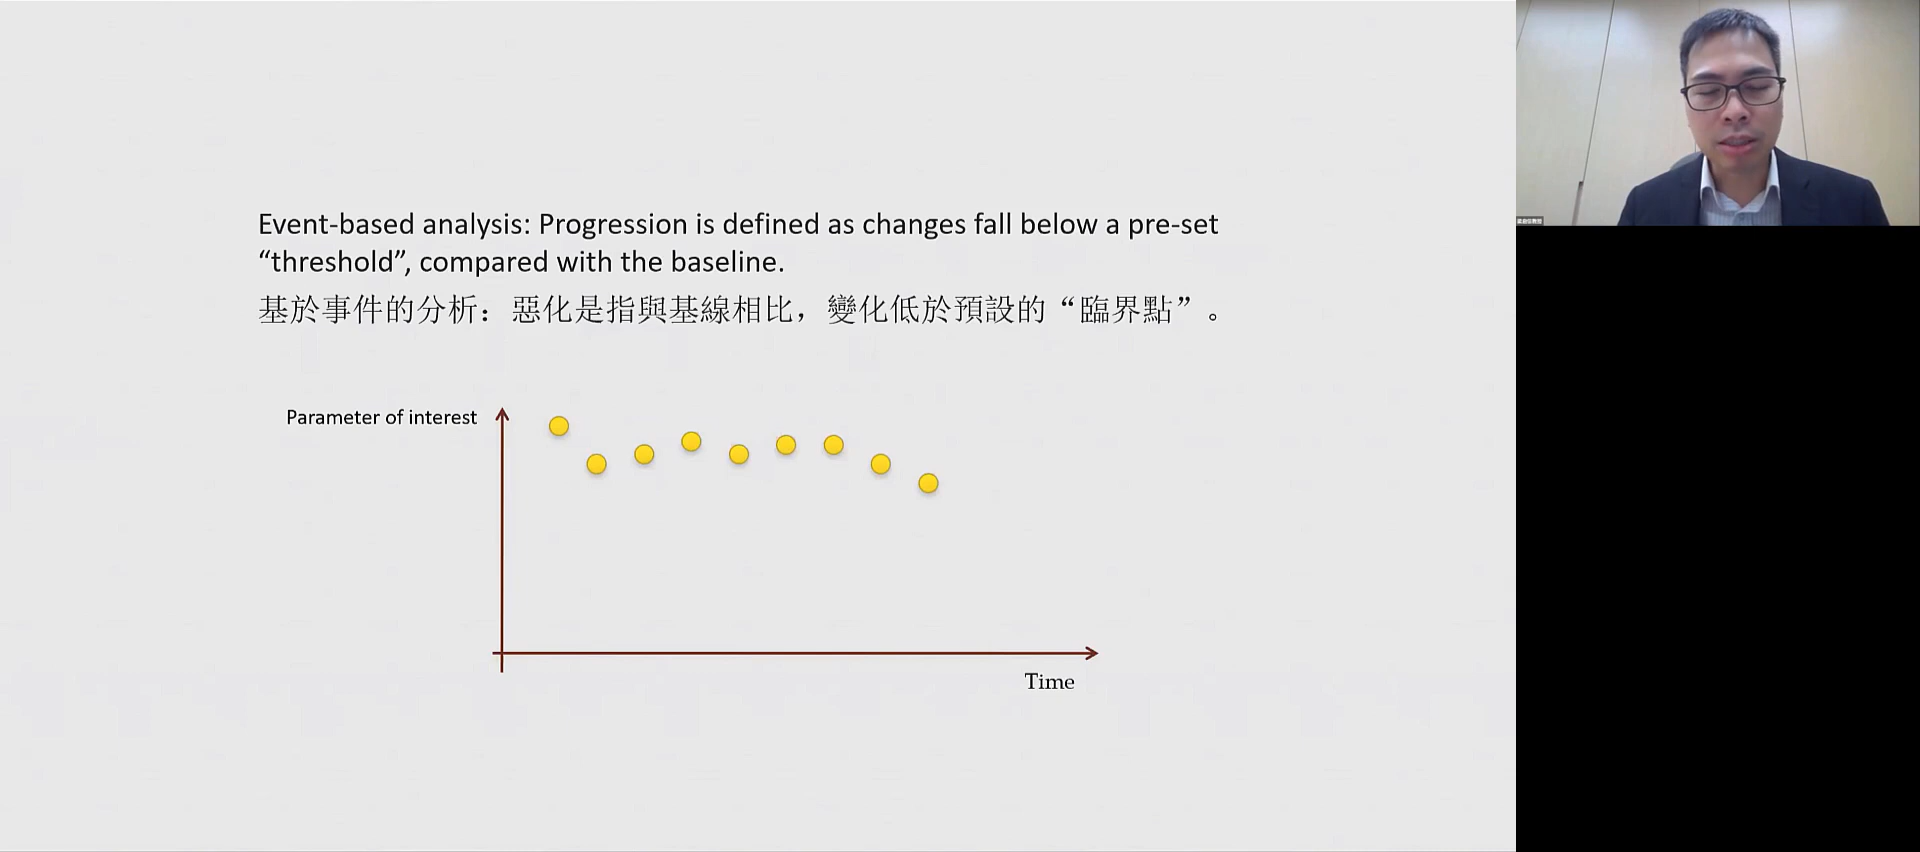 Event-based analysis: Progression is defined as changes fall below a pre-set
“threshold”, compared with the baseline.
基於事件的分析：惡化是指與基線相比，變化低於預設的“臨界點”。
Parameter of interest
Time